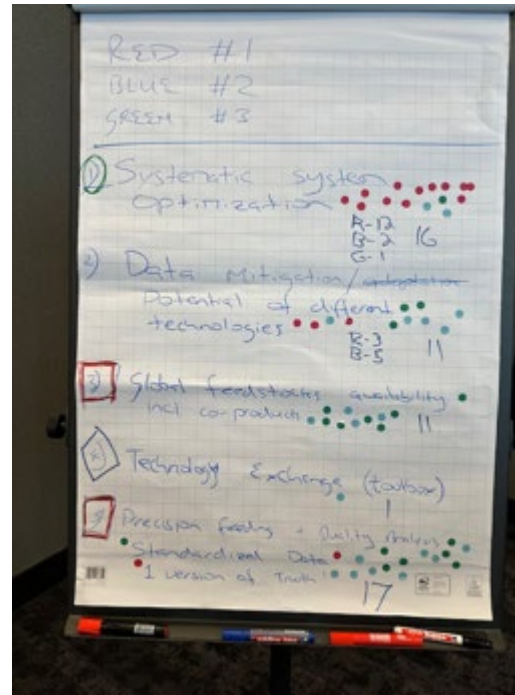 RED #1
BLUE #2
GREEN #3
1) Systematic system
Optimization
R-12
B-2 16
G-1
2) Data Mitigation/
Potential of different
technologies
R-3
B-5 11
3) Global feedstocks availability
incl co-products 11
Technology Exchange (toolbox)
1
Precision feeding + Quality Analysis
Standardized Data
1 version of Truth
17